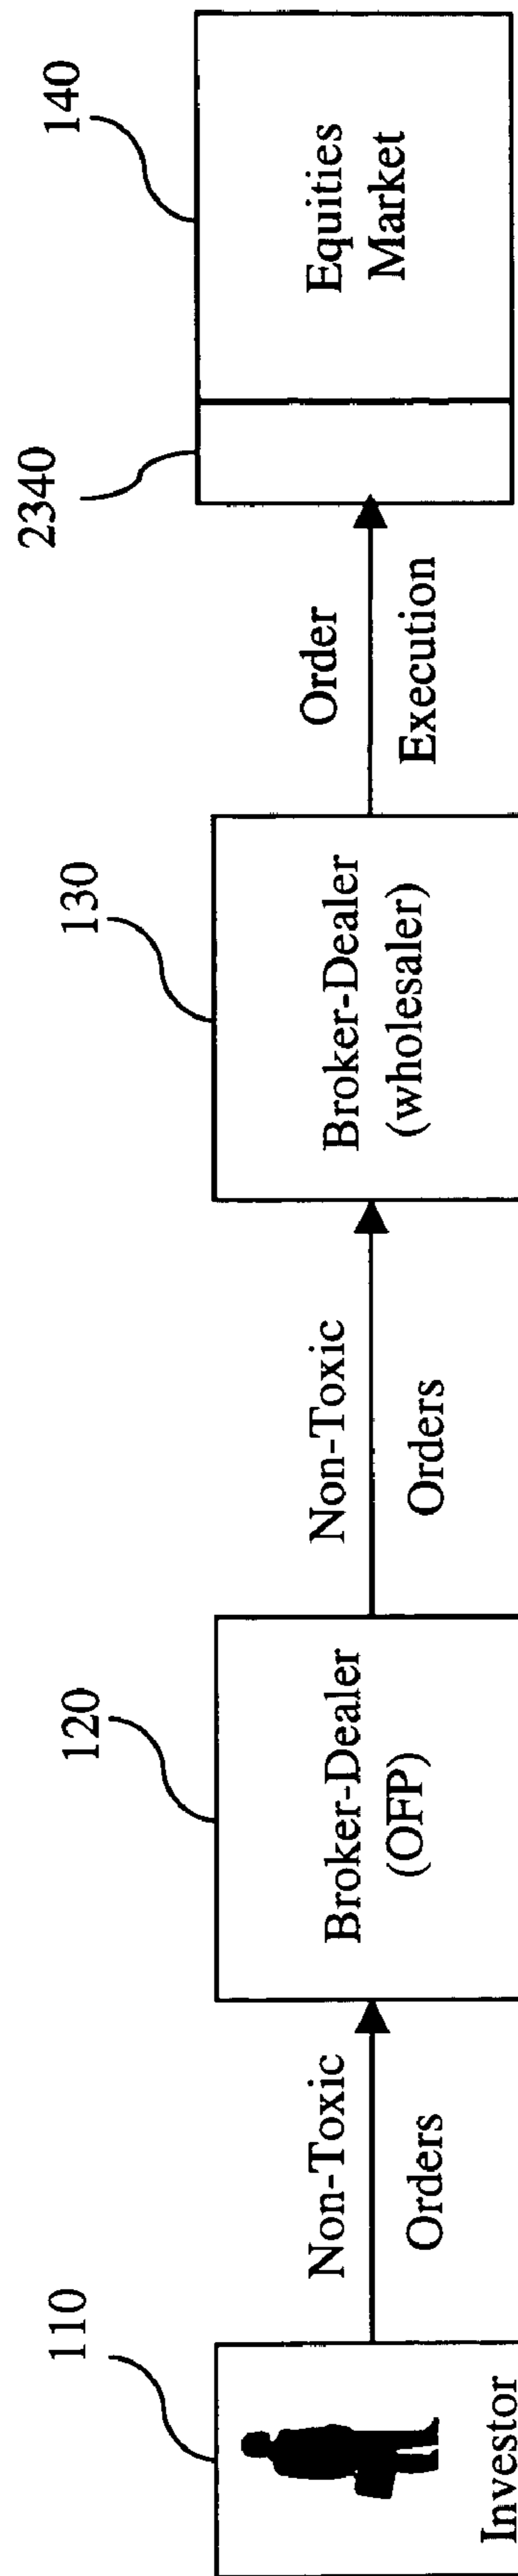 110
Investor
Non-Toxic
Orders
120
Broker-Dealer
(OFP)
Non-Toxic
Orders
130
Broker-Dealer
(wholesaler)
Order
Execution
2340
140
Equities
Market